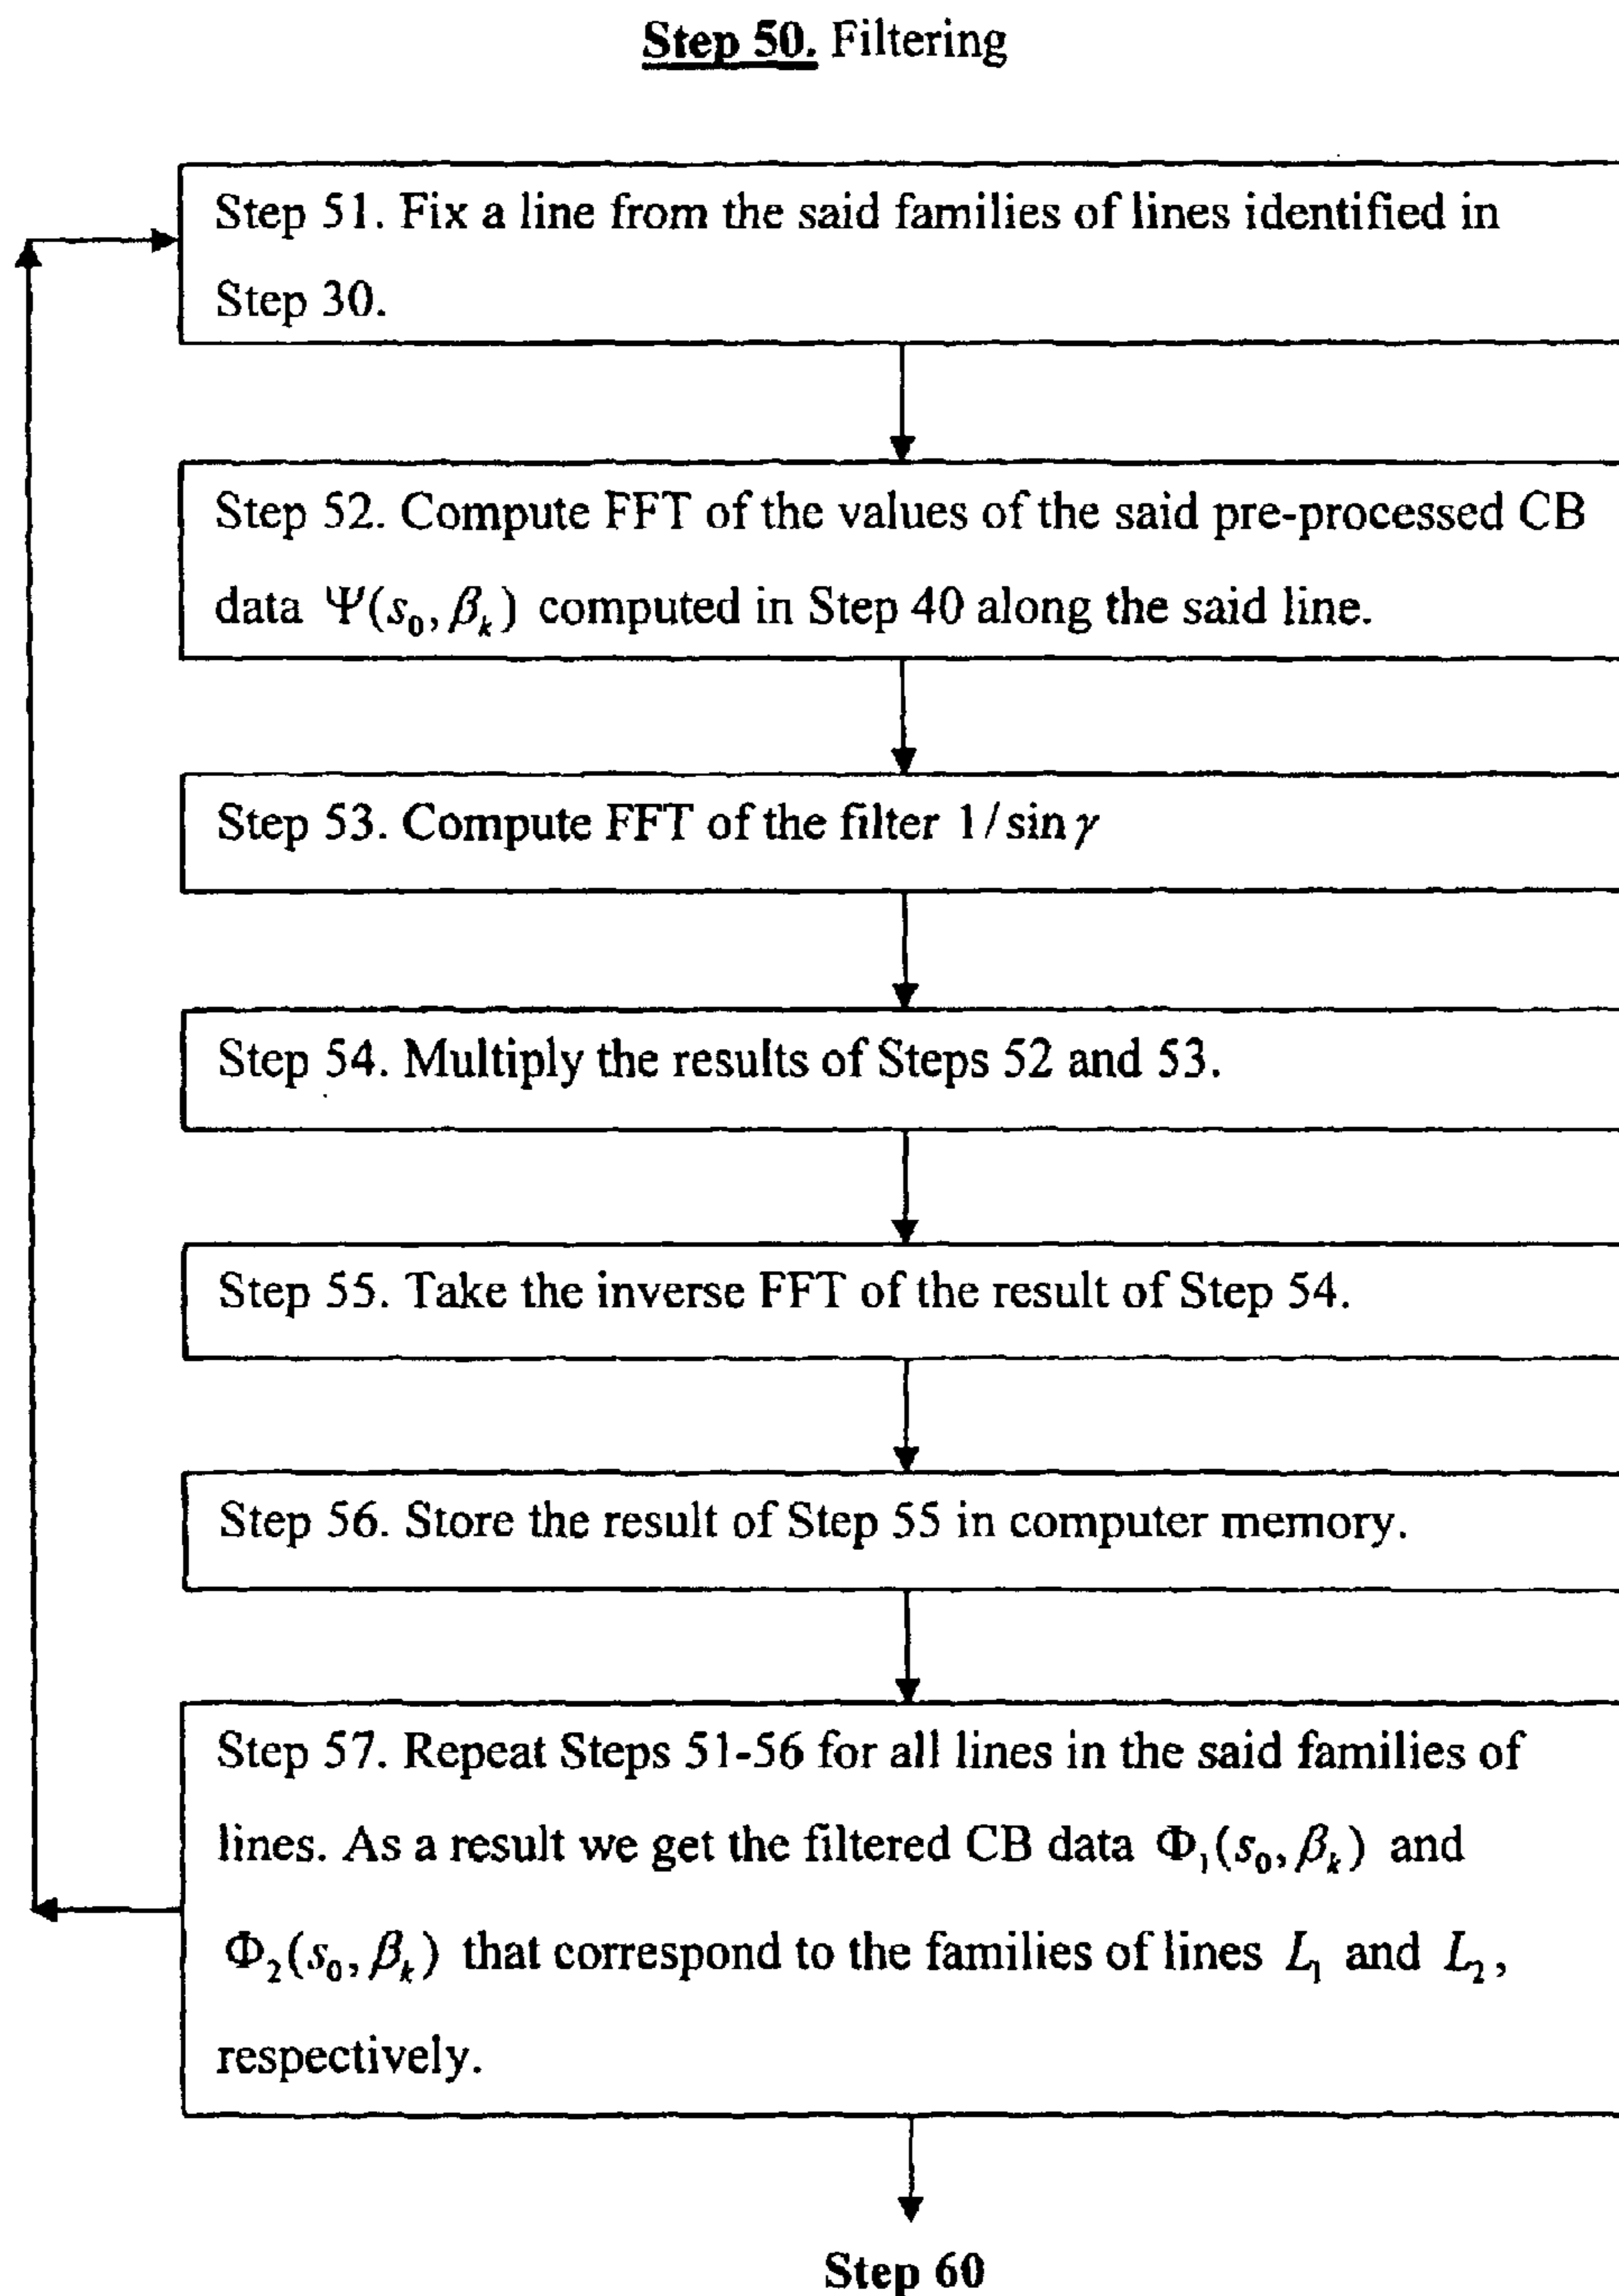 Step 50. Filtering
Step 51. Fix a line from the said families of lines identified in
Step 30.
Step 52. Compute FFT of the values of the said pre-processed CB
data Ψ(s₀, βₖ) computed in Step 40 along the said line.
Step 53. Compute FFT of the filter 1/sin γ
Step 54. Multiply the results of Steps 52 and 53.
Step 55. Take the inverse FFT of the result of Step 54.
Step 56. Store the result of Step 55 in computer memory.
Step 57. Repeat Steps 51-56 for all lines in the said families of
lines. As a result we get the filtered CB data Φ₁(s₀, βₖ) and
Φ₂(s₀, βₖ) that correspond to the families of lines L₁ and L₂,
respectively.
Step 60